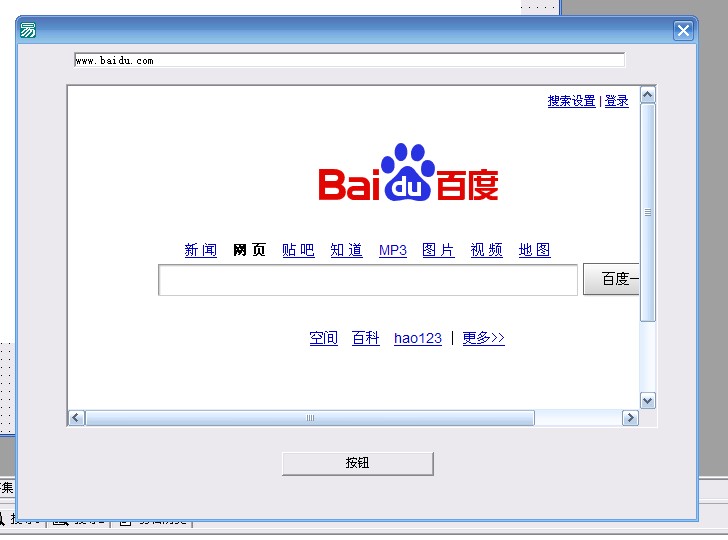 易
www.baidu.com
搜索设置 | 登录
Bai du 百度
新闻 网页 贴吧 知道 MP3 图片 视频 地图
百度一
空间 百科 hao123 | 更多>>
按钮